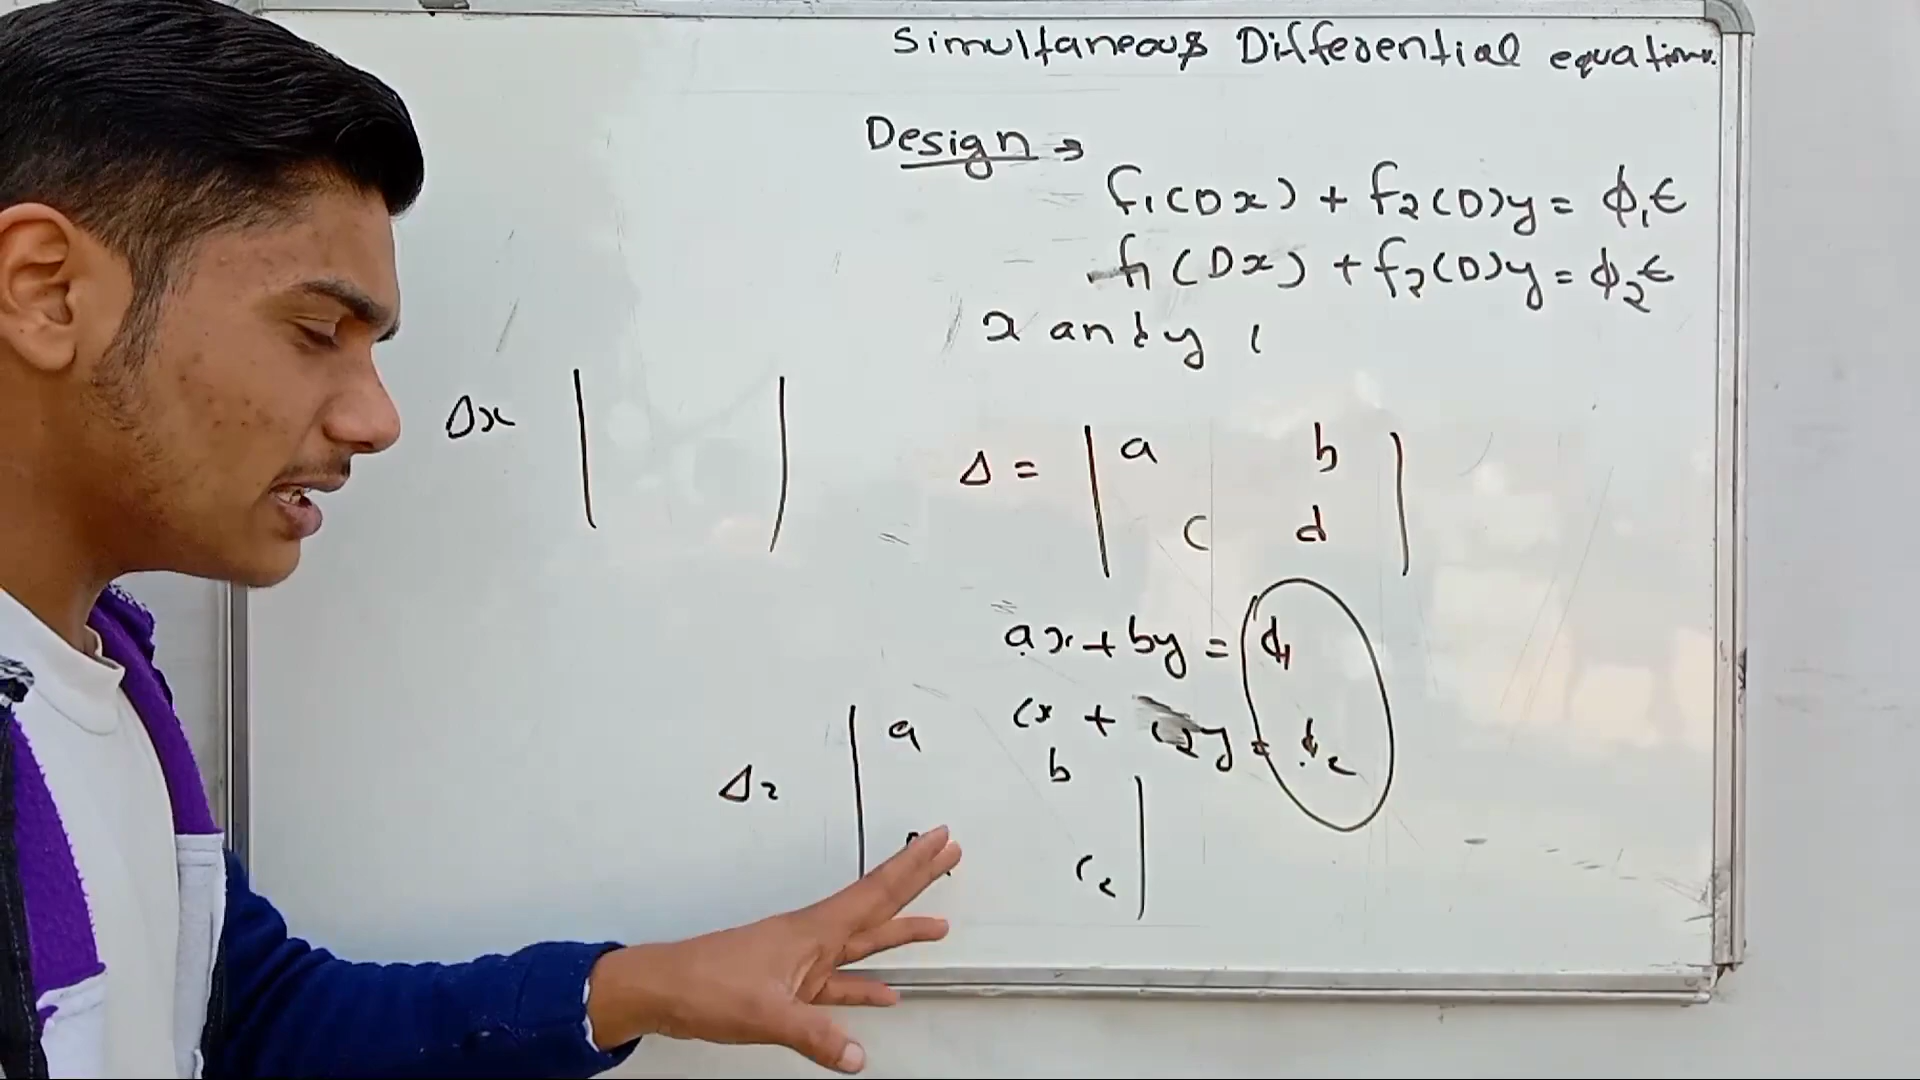 Simultaneous Differential equations.
Design →
f₁(Dx) + f₂(D)y = ϕ₁t
f₁(Dx) + f₂(D)y = ϕ₂t
x and y
Δx | |
Δ = | a b |
| c d |
ax + by = ϕ₁
cx + c₂y = ϕ₂
Δ₂ | a b |
c₂ |